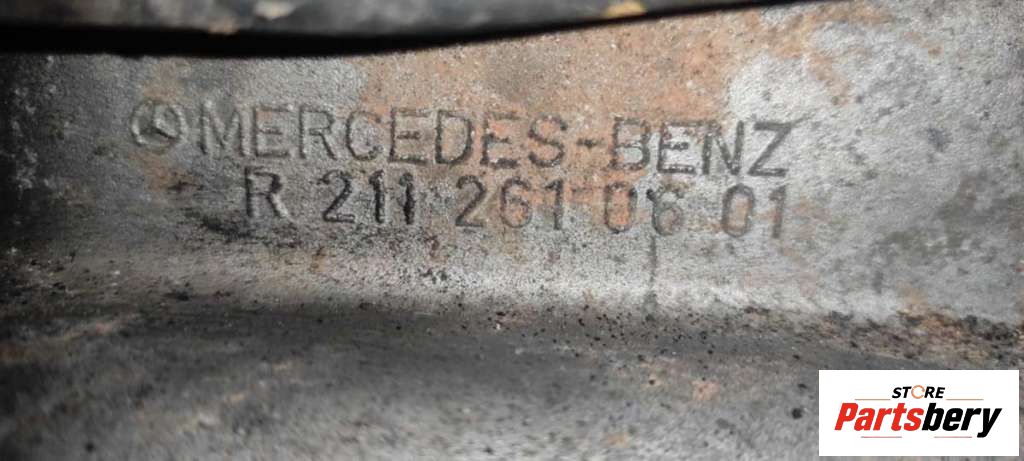 MERCEDES-BENZ
R 211 261 06 01
STORE
Partsbery